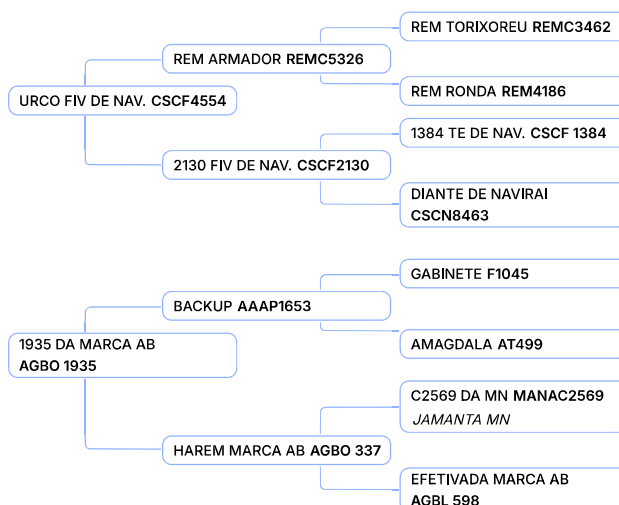 REM TORIXOREU REMC3462
REM ARMADOR REMC5326
REM RONDA REM4186
URCO FIV DE NAV. CSCF4554
1384 TE DE NAV. CSCF 1384
2130 FIV DE NAV. CSCF2130
DIANTE DE NAVIRAI
CSCN8463
GABINETE F1045
BACKUP AAAP1653
AMAGDALA AT499
1935 DA MARCA AB
AGBO 1935
C2569 DA MN MANAC2569
JAMANTA MN
HAREM MARCA AB AGBO 337
EFETIVADA MARCA AB
AGBL 598